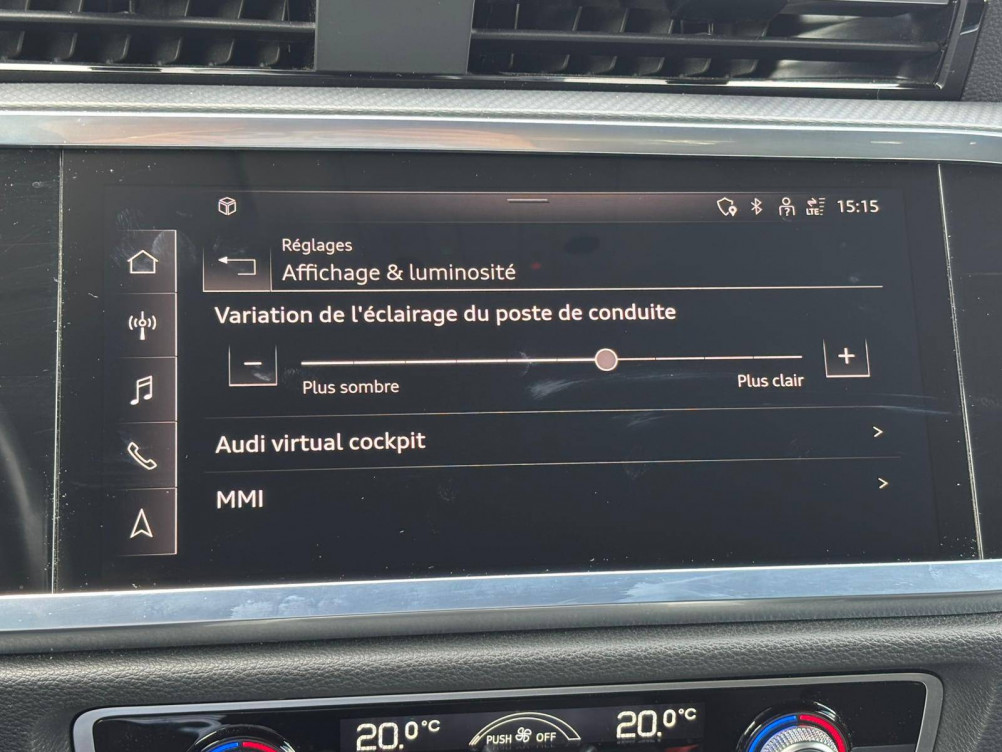 LTE 15:15
Réglages
Affichage & luminosité
Variation de l'éclairage du poste de conduite
− +
Plus sombre Plus clair
Audi virtual cockpit >
MMI >
20.0°C PUSH OFF 20.0°C